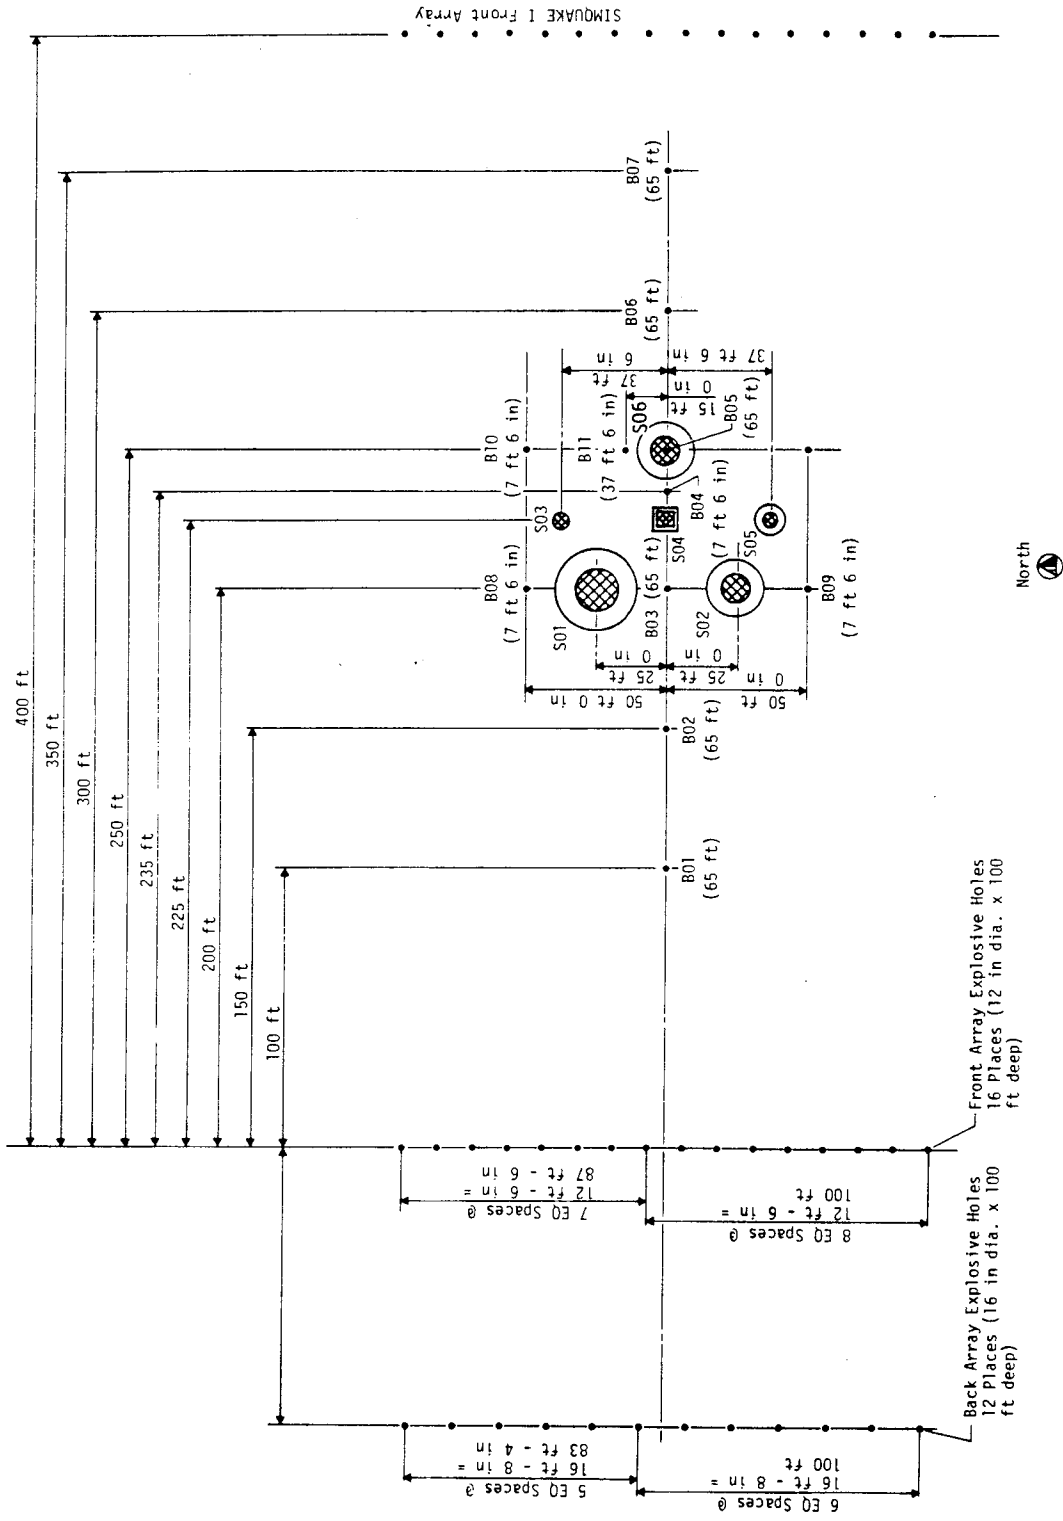 SIMQUAKE I Front Array
400 ft
350 ft
300 ft
250 ft
235 ft
225 ft
200 ft
150 ft
100 ft
B07
(65 ft)
B06
(65 ft)
B10
(7 ft 6 in)
B11
(37 ft 6 in)
S06
37 ft
6 in
15 ft
0 in
37 ft 6 in
B05
(65 ft)
B04
(7 ft 6 in)
S03
S04
S05
B08
(7 ft 6 in)
S01
B03 (65 ft)
S02
B09
(7 ft 6 in)
25 ft
0 in
25 ft
0 in
50 ft 0 in
50 ft
0 in
B02
(65 ft)
B01
(65 ft)
North
7 EQ Spaces @
12 ft - 6 in =
87 ft - 6 in
8 EQ Spaces @
12 ft - 6 in =
100 ft
Front Array Explosive Holes
16 Places (12 in dia. x 100
ft deep)
5 EQ Spaces @
16 ft - 8 in =
83 ft - 4 in
6 EQ Spaces @
16 ft - 8 in =
100 ft
Back Array Explosive Holes
12 Places (16 in dia. x 100
ft deep)